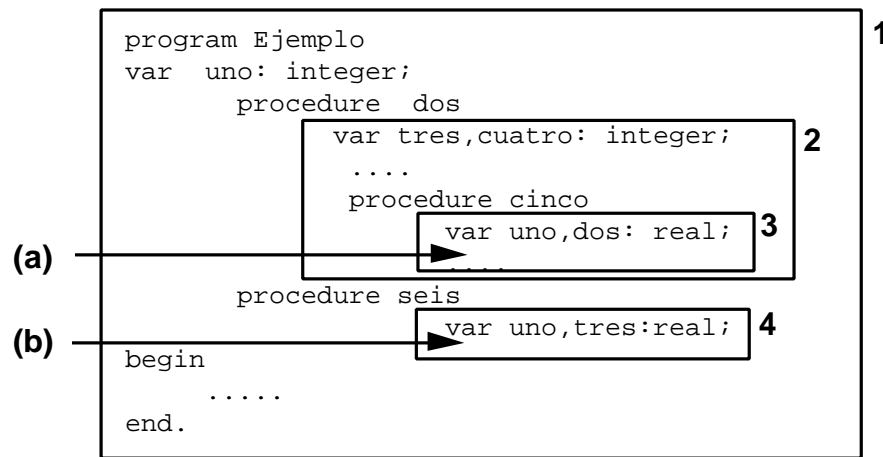 1
program Ejemplo
var uno: integer;
procedure dos
var tres,cuatro: integer;
2
....
procedure cinco
var uno,dos: real;
3
(a)
....
procedure seis
var uno,tres:real;
4
(b)
begin
.....
end.